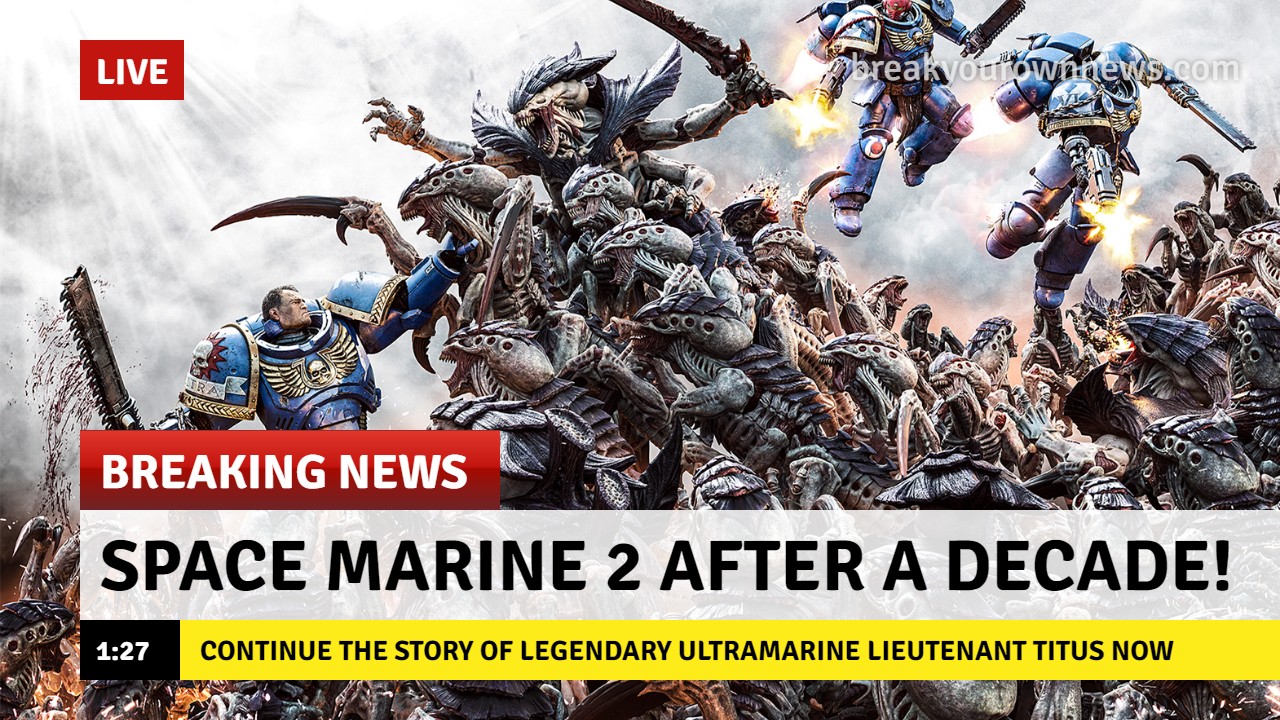 LIVE
breakyourownnews.com
BREAKING NEWS
SPACE MARINE 2 AFTER A DECADE!
1:27 CONTINUE THE STORY OF LEGENDARY ULTRAMARINE LIEUTENANT TITUS NOW